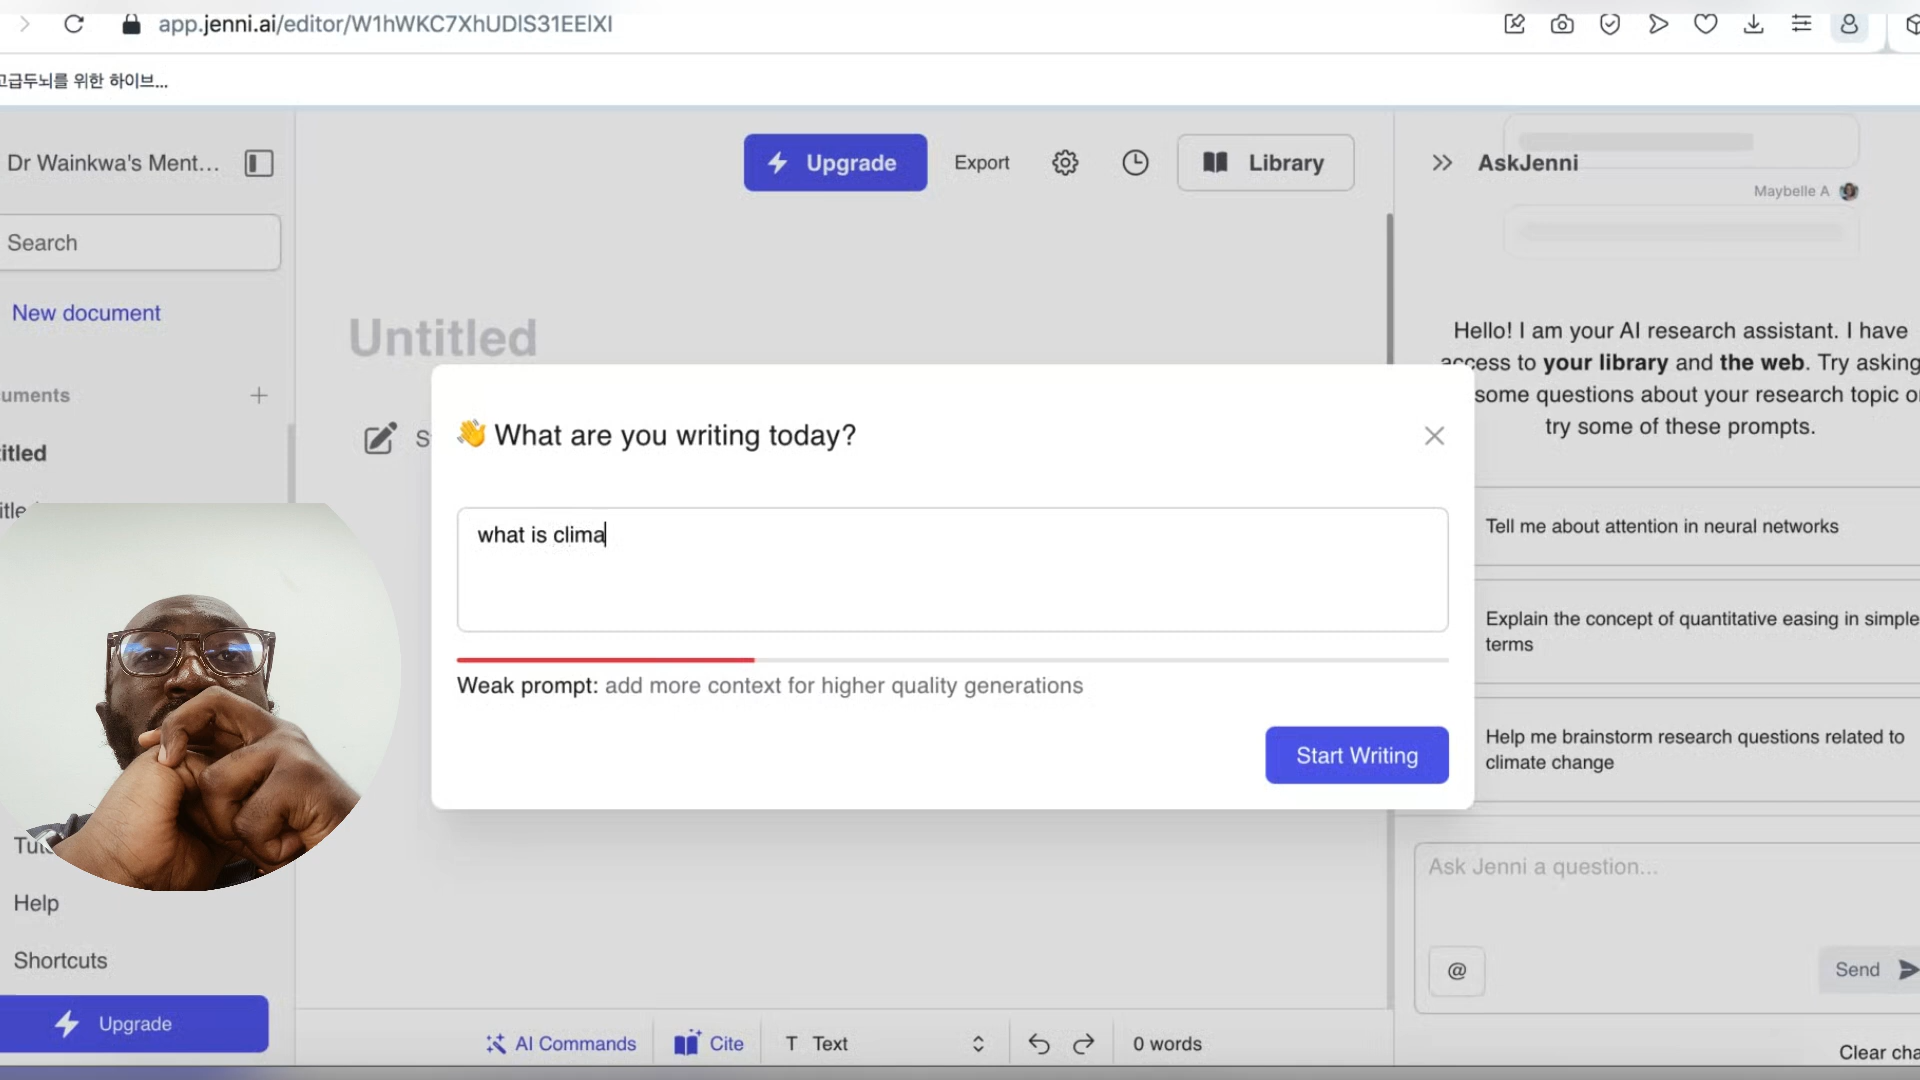 app.jenni.ai/editor/W1hWKC7XhUDlS31EElXI
고급두뇌를 위한 하이브...
Dr Wainkwa's Ment...
Search
New document
uments
itled
itle
Tut
Help
Shortcuts
Upgrade
Upgrade
Export
Library
Untitled
S
👋 What are you writing today?
what is clima
Weak prompt: add more context for higher quality generations
Start Writing
AI Commands
Cite
T Text
0 words
AskJenni
Maybelle A
Hello! I am your AI research assistant. I have
access to your library and the web. Try asking
some questions about your research topic or
try some of these prompts.
Tell me about attention in neural networks
Explain the concept of quantitative easing in simple
terms
Help me brainstorm research questions related to
climate change
Ask Jenni a question...
@
Send
Clear cha